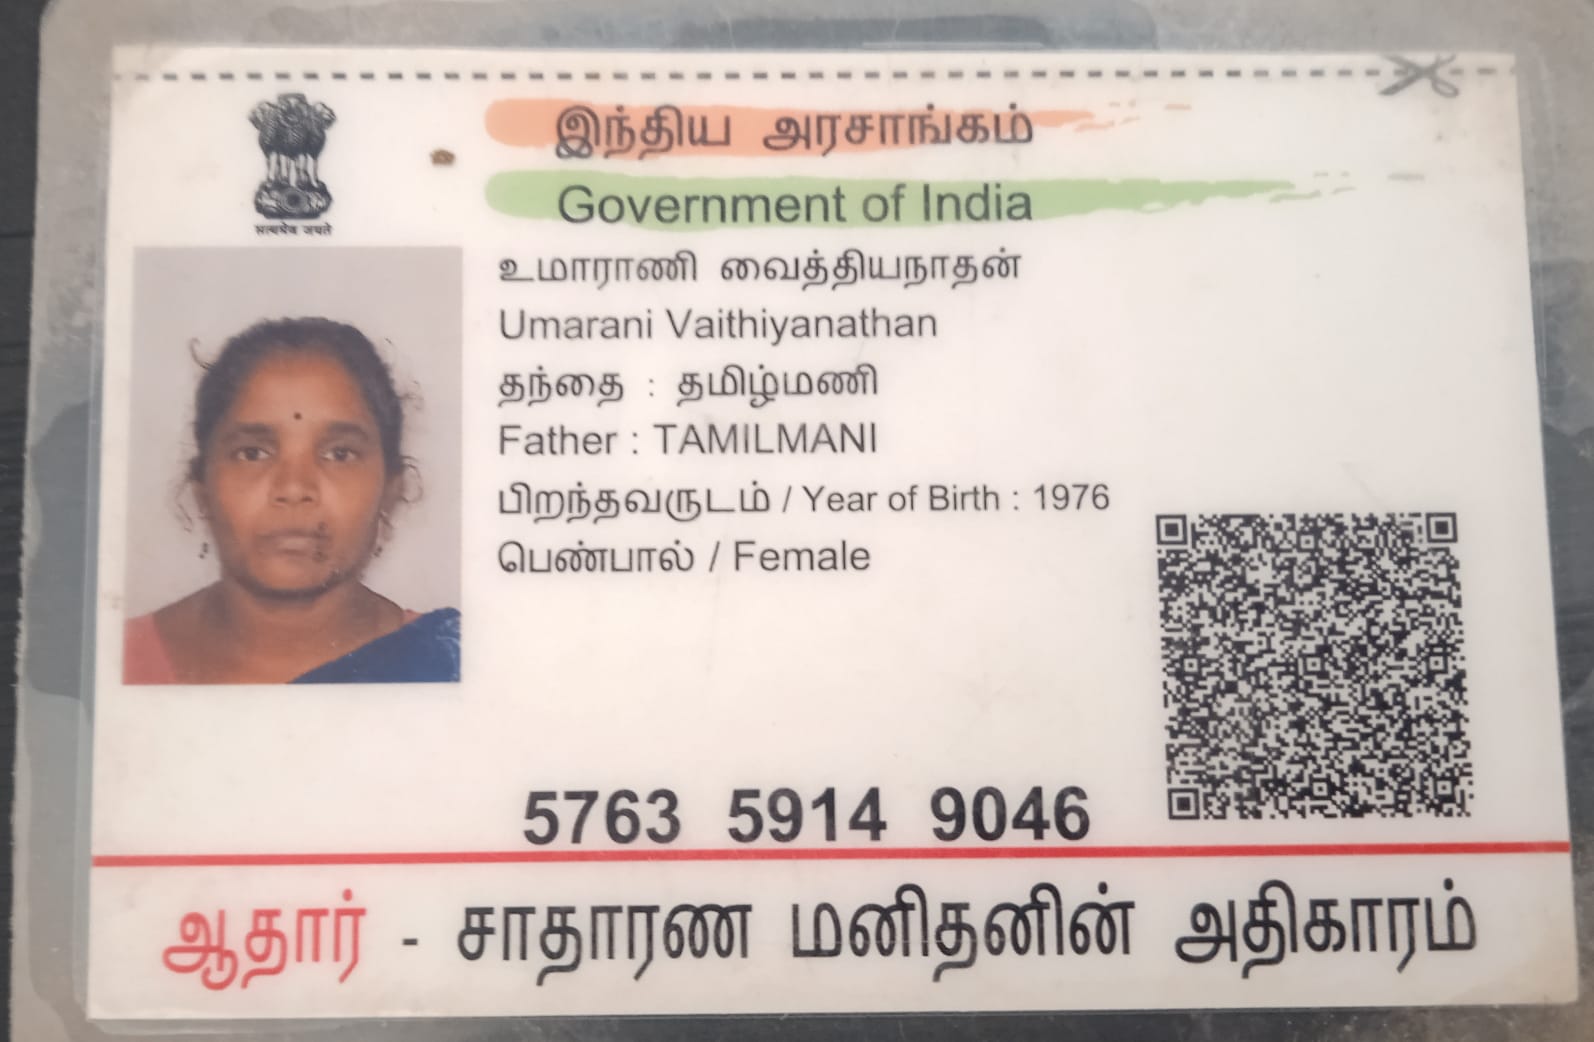 सत्यमेव जयते
இந்திய அரசாங்கம்
Government of India
உமாராணி வைத்தியநாதன்
Umarani Vaithiyanathan
தந்தை : தமிழ்மணி
Father : TAMILMANI
பிறந்தவருடம் / Year of Birth : 1976
பெண்பால் / Female
5763 5914 9046
ஆதார் - சாதாரண மனிதனின் அதிகாரம்